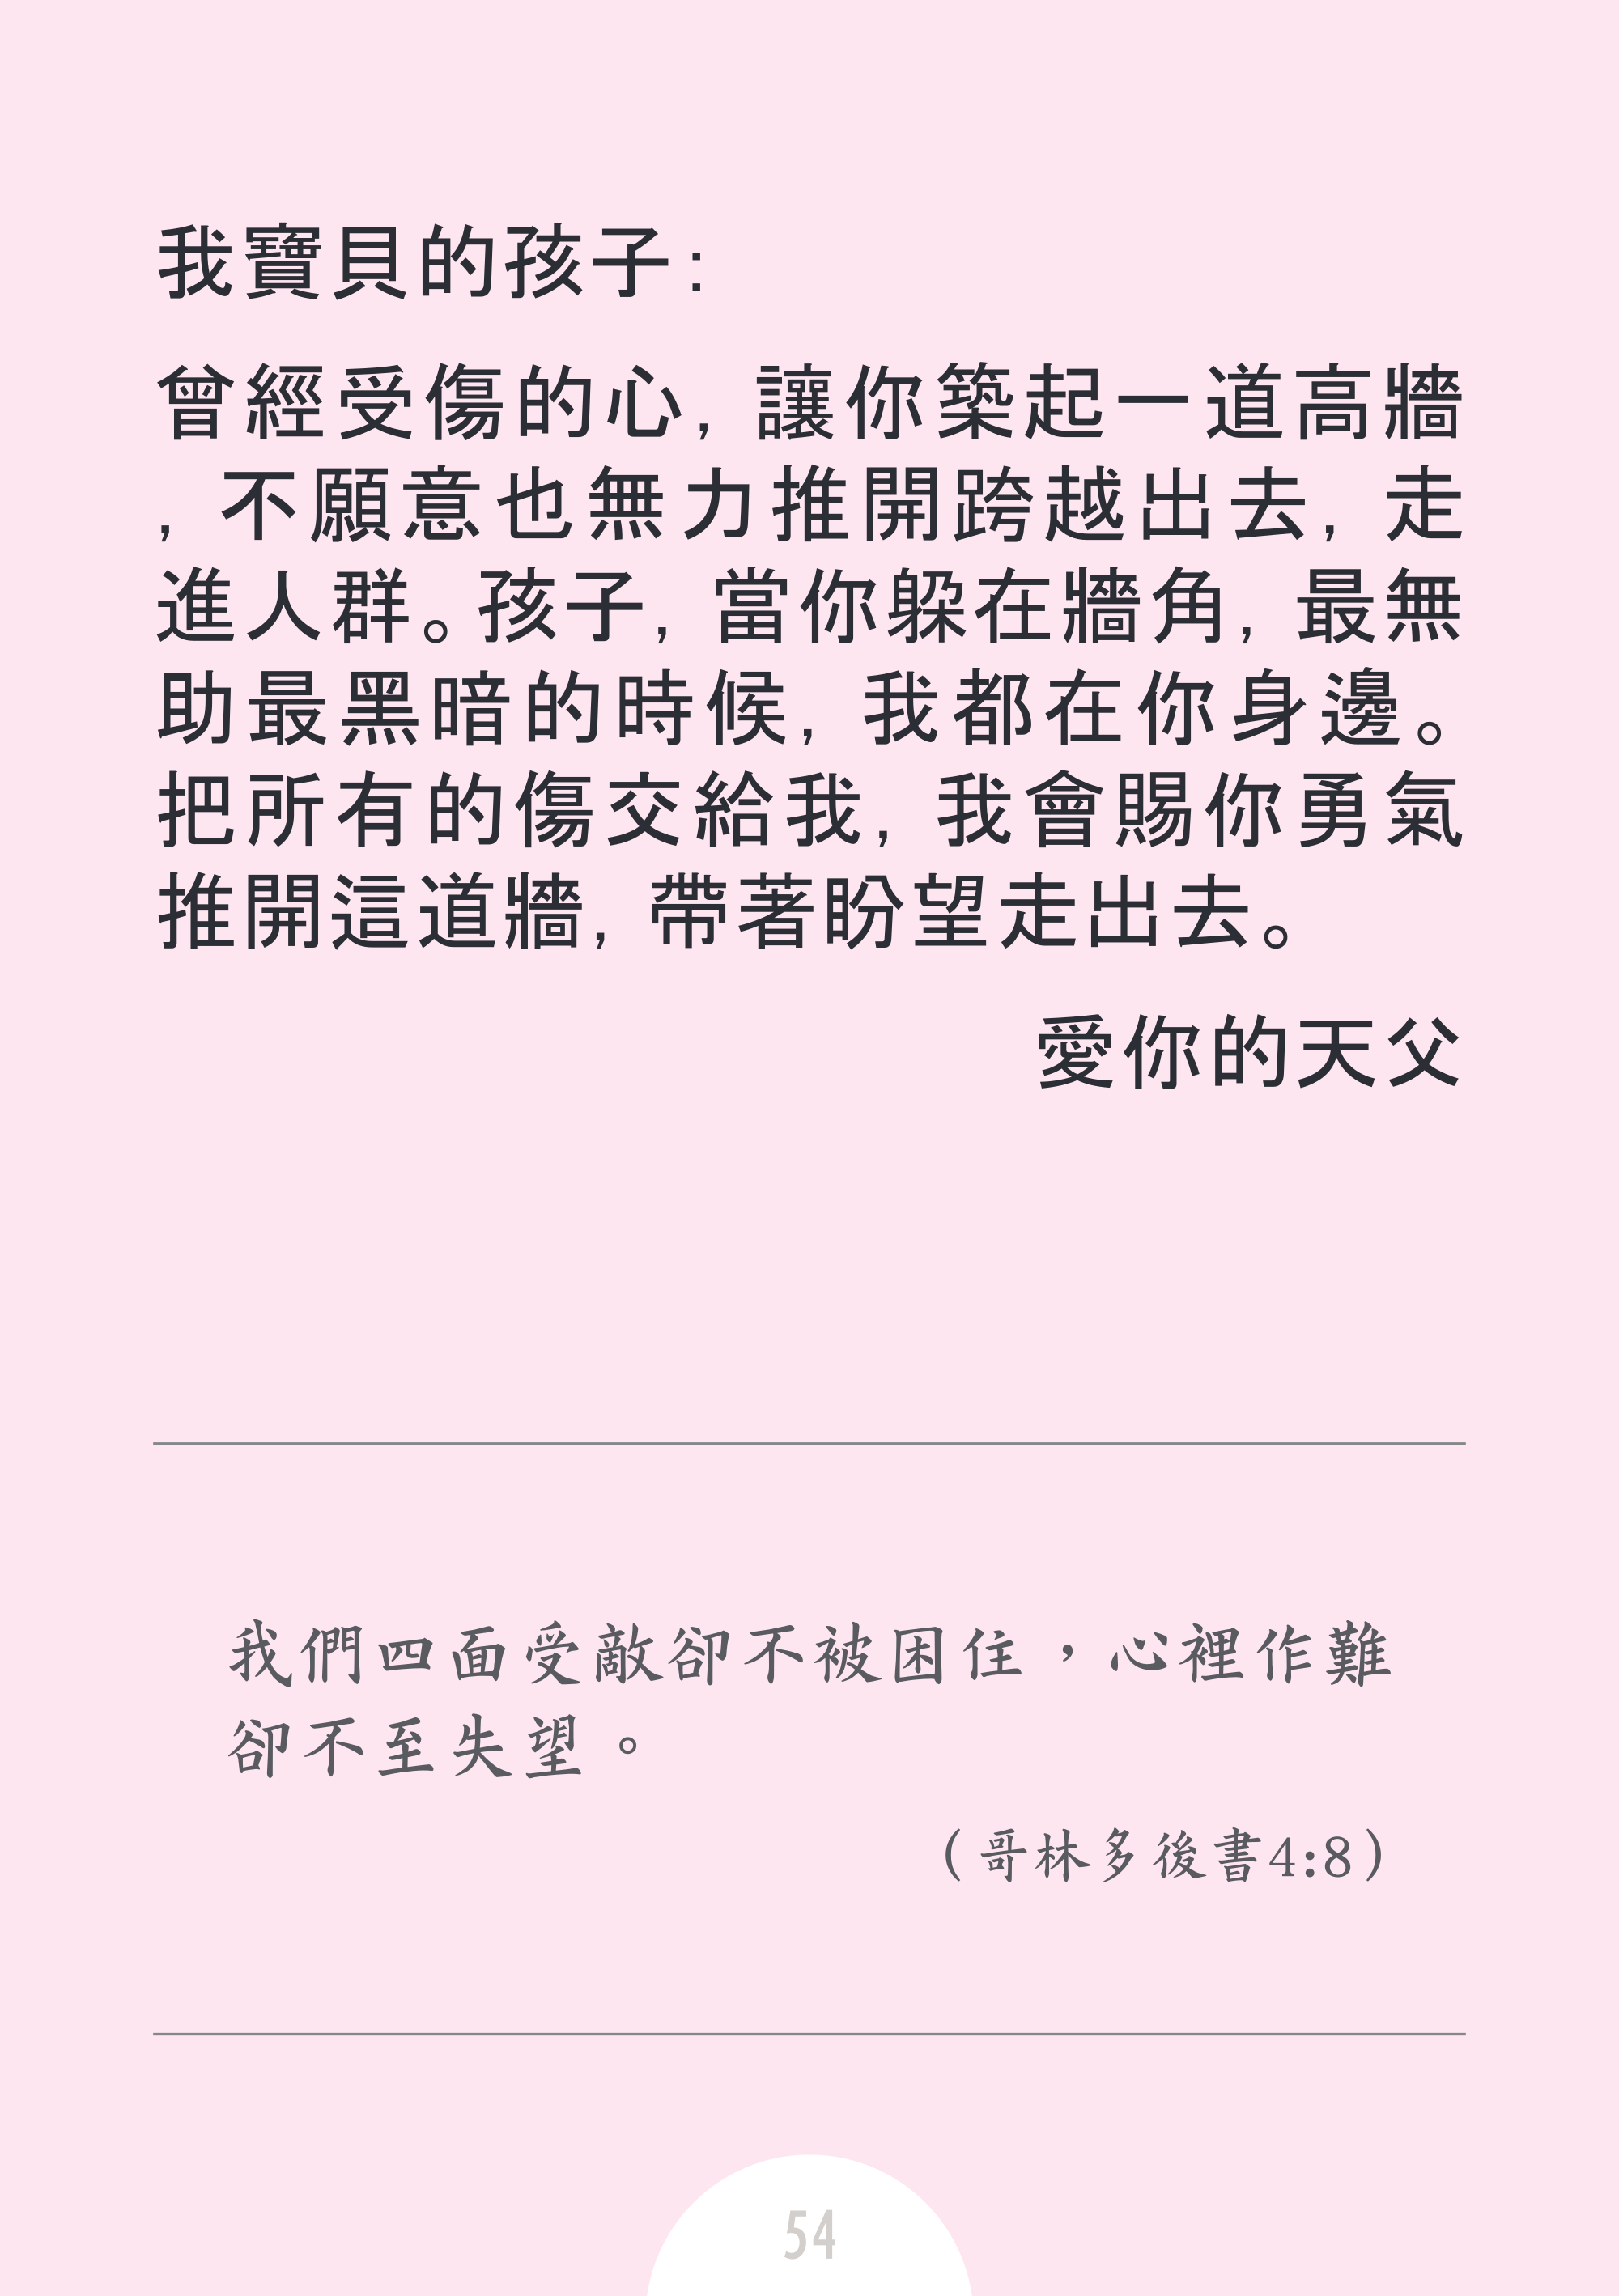 我寶貝的孩子：
曾經受傷的心，讓你築起一道高牆
，不願意也無力推開跨越出去，走
進人群。孩子，當你躲在牆角，最無
助最黑暗的時候，我都在你身邊。
把所有的傷交給我，我會賜你勇氣
推開這道牆，帶著盼望走出去。
愛你的天父
我們四面受敵卻不被困住，心裡作難
卻不至失望。
（哥林多後書4:8）
54